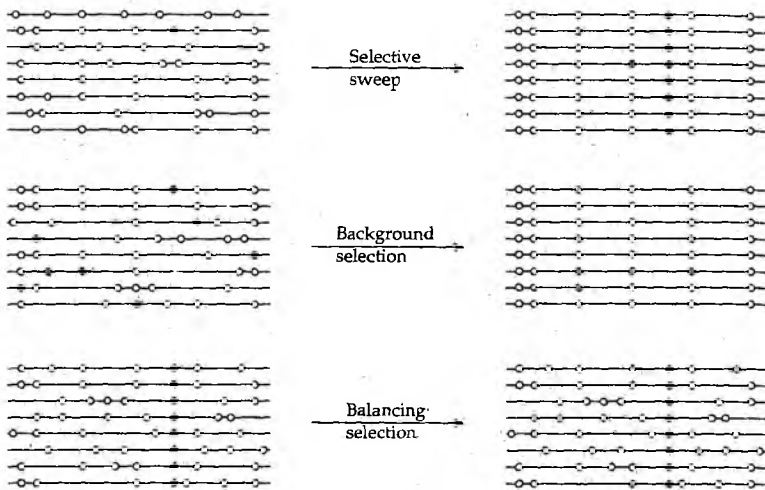 Selective
sweep
Background
selection
Balancing
selection